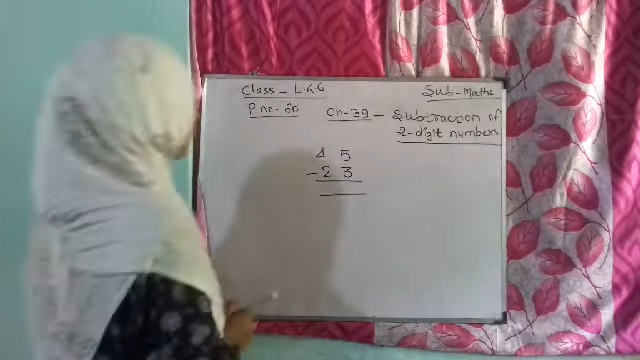 Class - L.K.G Sub - Maths
P no - 60 Ch - 39 - Subtraction of
2-digit numbers
4 5
- 2 3